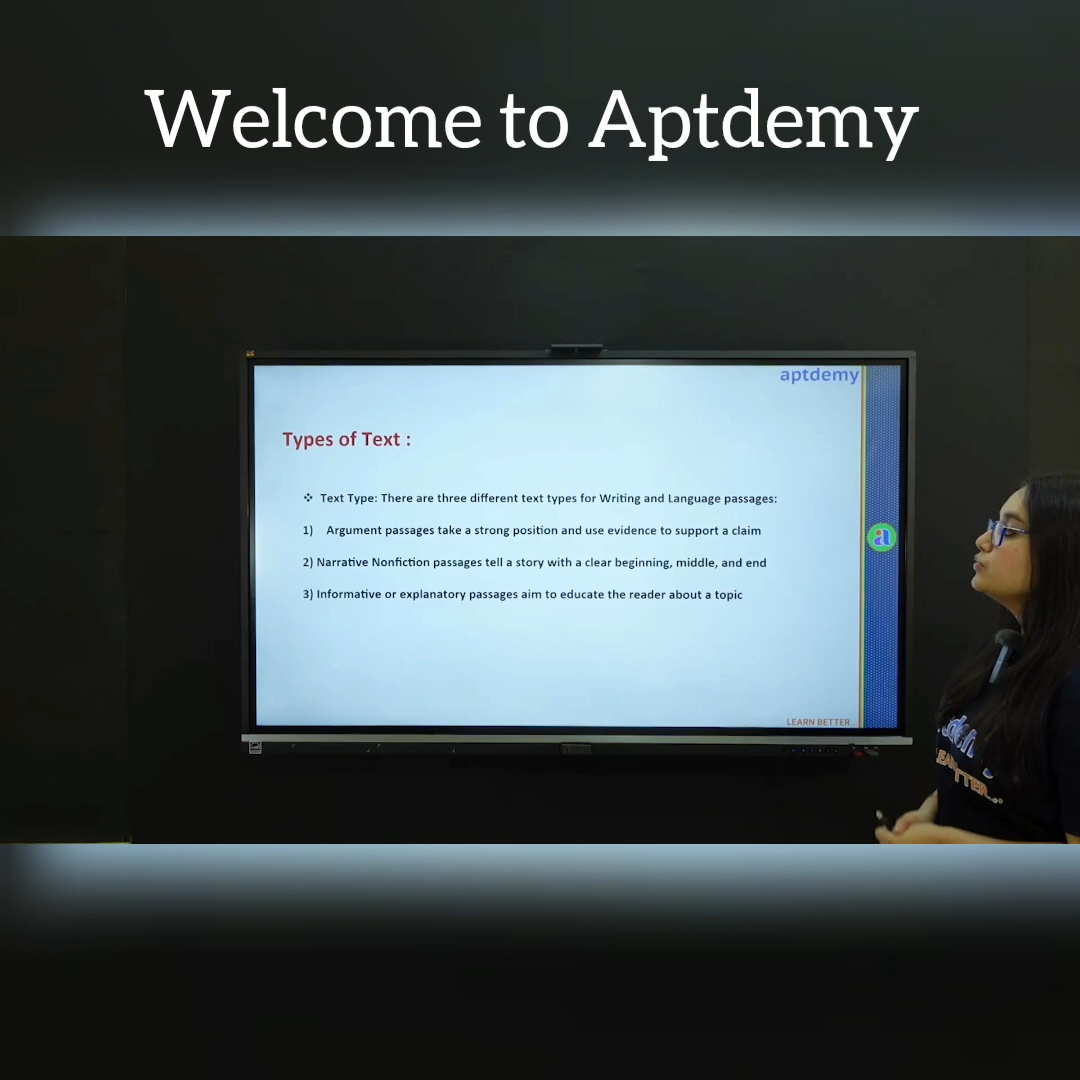 Welcome to Aptdemy
aptdemy
Types of Text :
❖ Text Type: There are three different text types for Writing and Language passages:
1) Argument passages take a strong position and use evidence to support a claim
2) Narrative Nonfiction passages tell a story with a clear beginning, middle, and end
3) Informative or explanatory passages aim to educate the reader about a topic
a
LEARN BETTER...